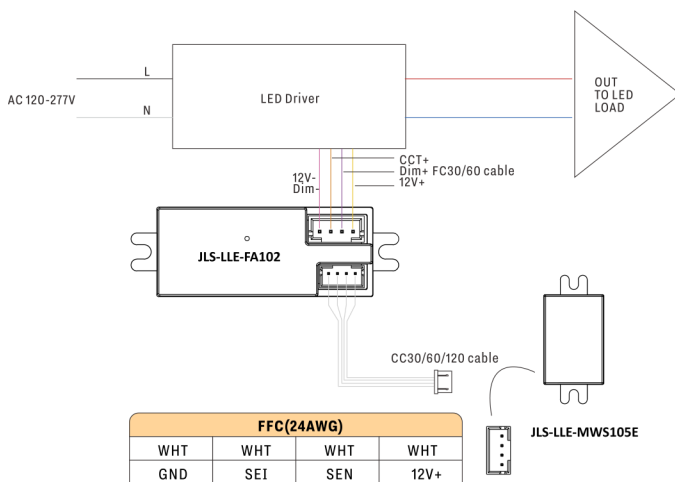 L
AC 120-277V
N
LED Driver
OUT
TO LED
LOAD
CCT+
Dim+ FC30/60 cable
12V+
12V-
Dim-
JLS-LLE-FA102
CC30/60/120 cable
JLS-LLE-MWS105E
FFC(24AWG)
WHT WHT WHT WHT
GND SEI SEN 12V+